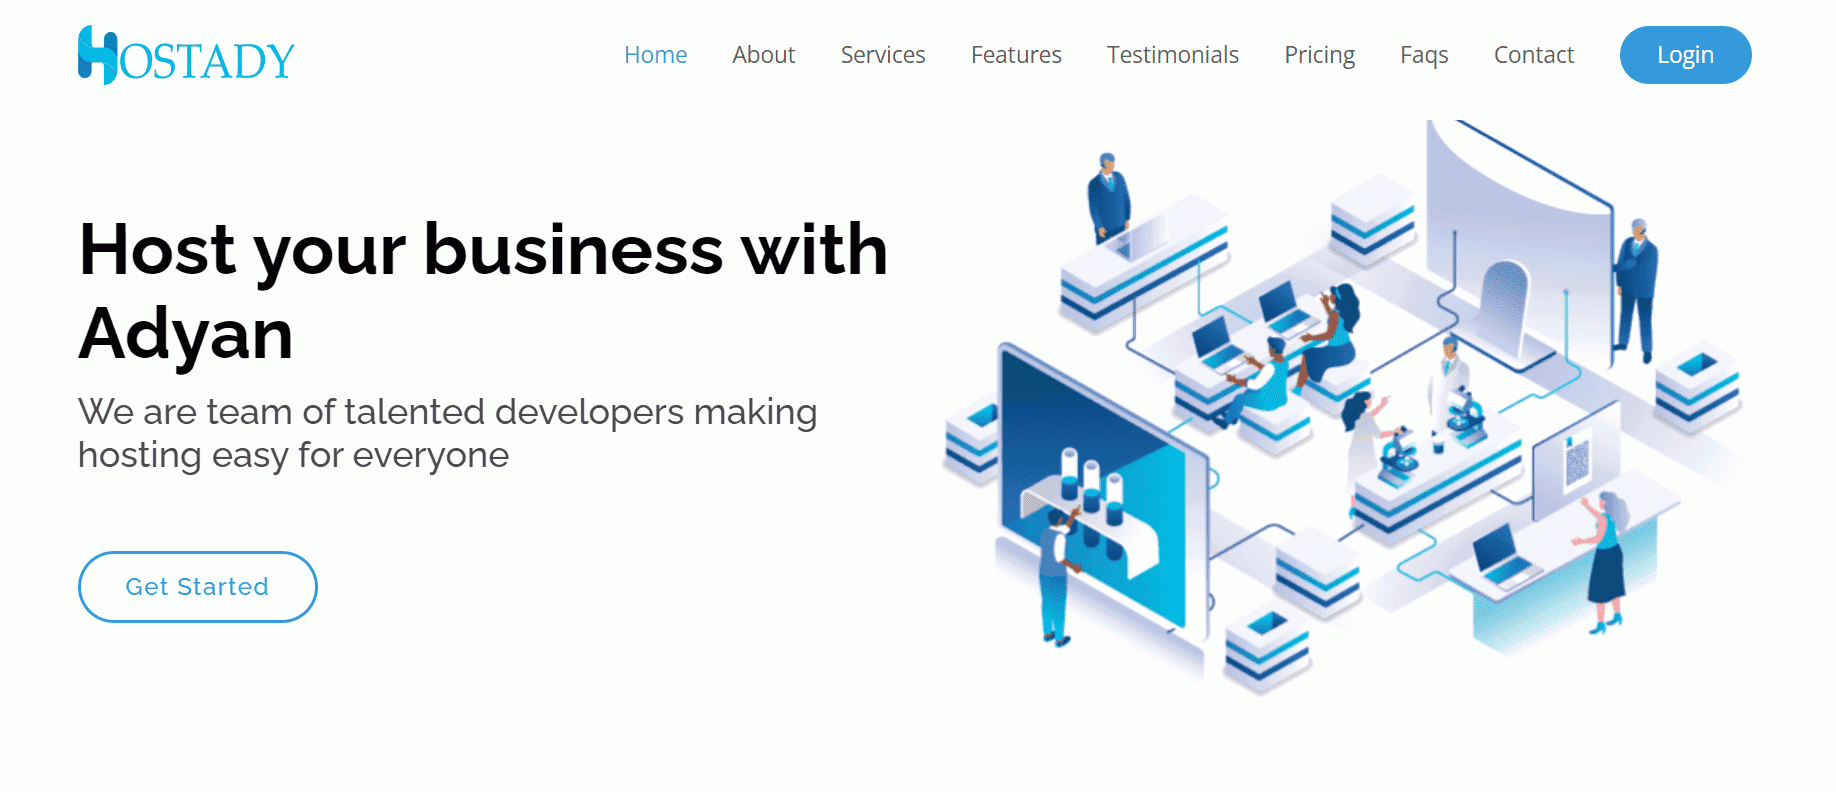 HOSTADY
Home About Services Features Testimonials Pricing Faqs Contact Login
Host your business with
Adyan
We are team of talented developers making
hosting easy for everyone
Get Started